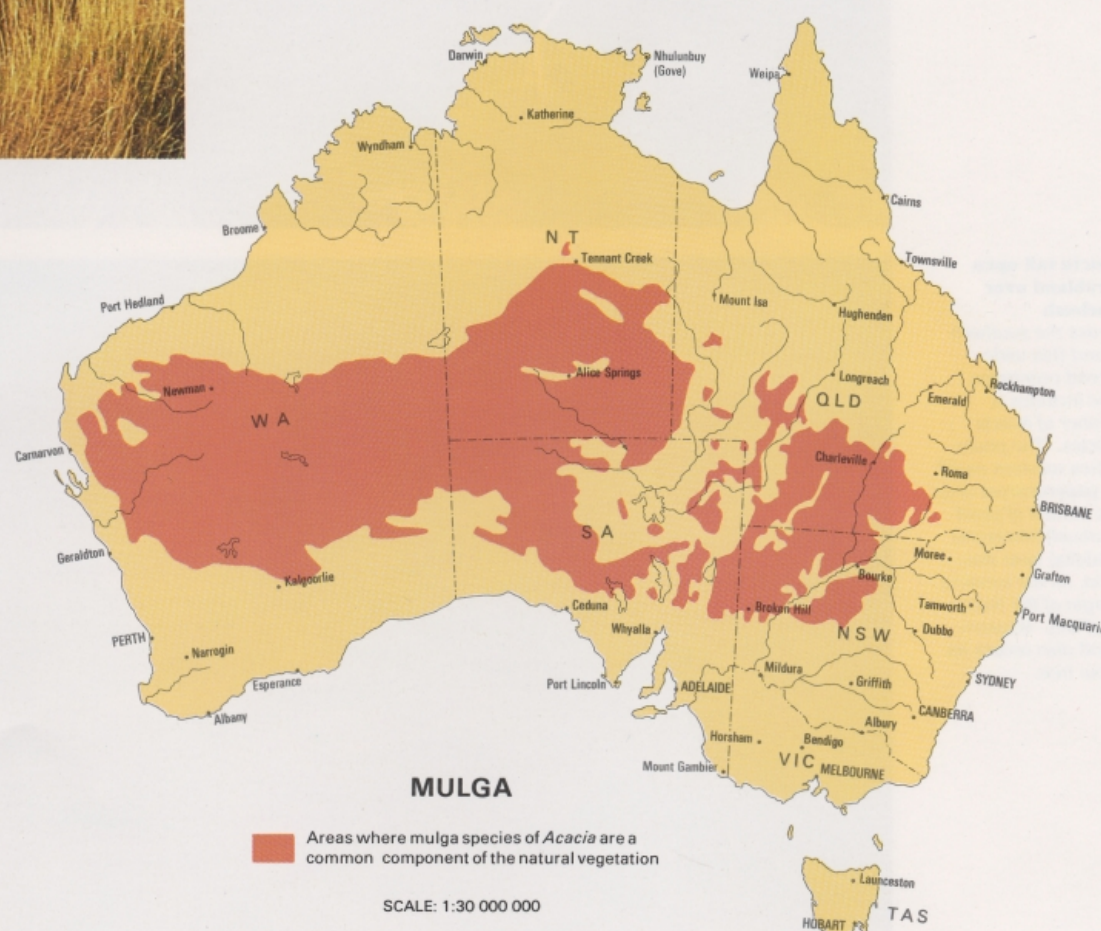 Darwin
Nhulunbuy
(Gove)
Weipa
Katherine
Wyndham
Cairns
Broome
N T
Tennant Creek
Townsville
Port Hedland
Mount Isa
Hughenden
Newman
Alice Springs
Longreach
Rockhampton
Emerald
QLD
W A
Carnarvon
Charleville
Roma
BRISBANE
S A
Geraldton
Moree
Kalgoorlie
Bourke
Grafton
Ceduna
Broken Hill
Tamworth
Port Macquari
PERTH
Whyalla
NSW
Dubbo
Narrogin
Mildura
Esperance
Port Lincoln
ADELAIDE
Griffith
SYDNEY
Albany
CANBERRA
Albury
Horsham
Bendigo
VIC
Mount Gambier
MELBOURNE
MULGA
Areas where mulga species of Acacia are a
common component of the natural vegetation
SCALE: 1:30 000 000
Launceston
HOBART
TAS